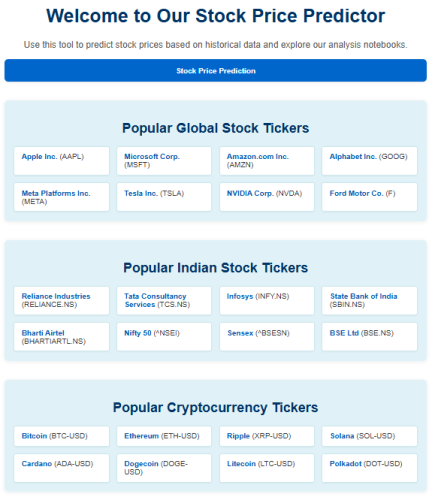 Welcome to Our Stock Price Predictor
Use this tool to predict stock prices based on historical data and explore our analysis notebooks.
Stock Price Prediction
Popular Global Stock Tickers
Apple Inc. (AAPL)
Microsoft Corp.
(MSFT)
Amazon.com Inc.
(AMZN)
Alphabet Inc. (GOOG)
Meta Platforms Inc.
(META)
Tesla Inc. (TSLA)
NVIDIA Corp. (NVDA)
Ford Motor Co. (F)
Popular Indian Stock Tickers
Reliance Industries
(RELIANCE.NS)
Tata Consultancy
Services (TCS.NS)
Infosys (INFY.NS)
State Bank of India
(SBIN.NS)
Bharti Airtel
(BHARTIARTL.NS)
Nifty 50 (^NSEI)
Sensex (^BSESN)
BSE Ltd (BSE.NS)
Popular Cryptocurrency Tickers
Bitcoin (BTC-USD)
Ethereum (ETH-USD)
Ripple (XRP-USD)
Solana (SOL-USD)
Cardano (ADA-USD)
Dogecoin (DOGE-
USD)
Litecoin (LTC-USD)
Polkadot (DOT-USD)